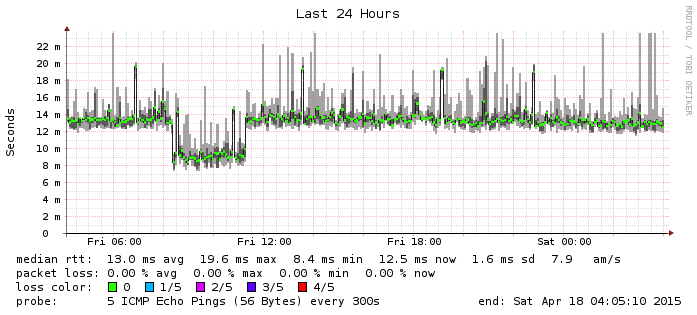 Last 24 Hours
RRDTOOL / TOBI OETIKER
Seconds
22 m
20 m
18 m
16 m
14 m
12 m
10 m
8 m
6 m
4 m
2 m
0
Fri 06:00 Fri 12:00 Fri 18:00 Sat 00:00
median rtt: 13.0 ms avg 19.6 ms max 8.4 ms min 12.5 ms now 1.6 ms sd 7.9 am/s
packet loss: 0.00 % avg 0.00 % max 0.00 % min 0.00 % now
loss color: 0 1/5 2/5 3/5 4/5
probe: 5 ICMP Echo Pings (56 Bytes) every 300s end: Sat Apr 18 04:05:10 2015